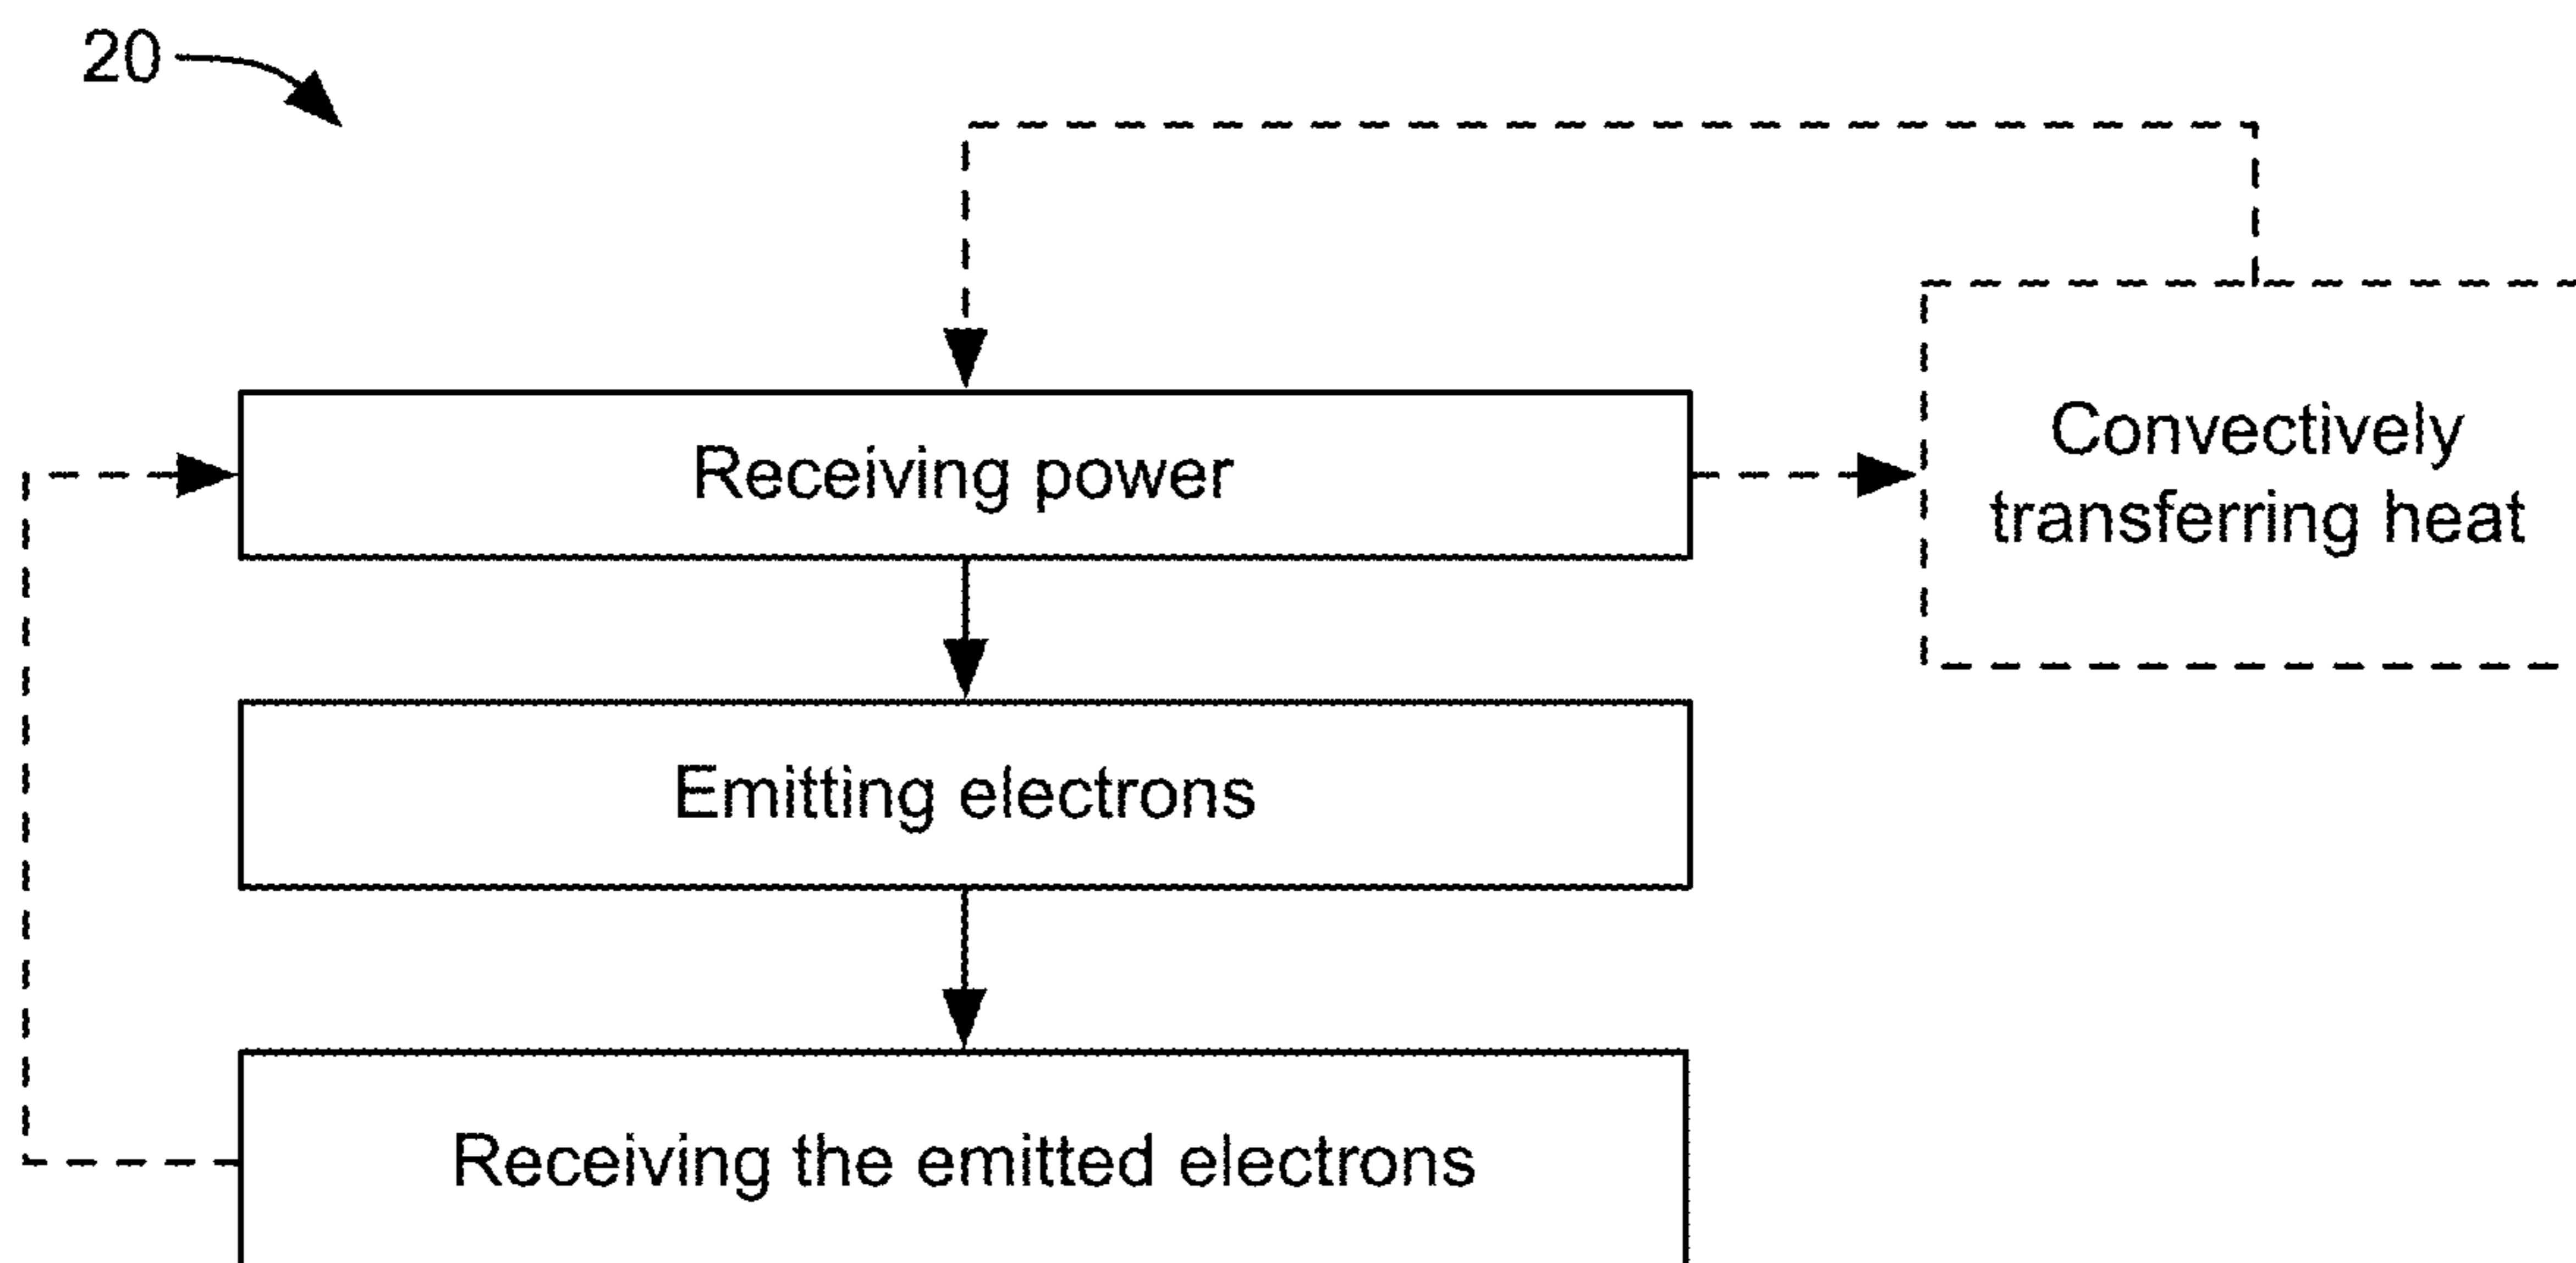 20
Receiving power
Convectively
transferring heat
Emitting electrons
Receiving the emitted electrons